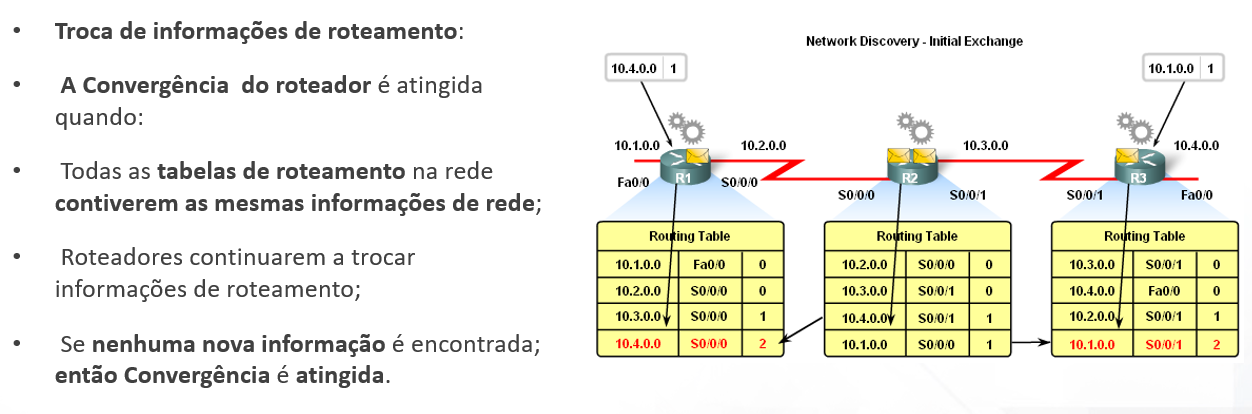 • Troca de informações de roteamento:
• A Convergência do roteador é atingida
quando:
• Todas as tabelas de roteamento na rede
contiverem as mesmas informações de rede;
• Roteadores continuarem a trocar
informações de roteamento;
• Se nenhuma nova informação é encontrada;
então Convergência é atingida.
Network Discovery - Initial Exchange
10.4.0.0 1
10.1.0.0 1
10.1.0.0 10.2.0.0 10.3.0.0 10.4.0.0
R1 R2 R3
Fa0/0 S0/0/0 S0/0/0 S0/0/1 S0/0/1 Fa0/0
Routing Table
10.1.0.0 Fa0/0 0
10.2.0.0 S0/0/0 0
10.3.0.0 S0/0/0 1
10.4.0.0 S0/0/0 2
Routing Table
10.2.0.0 S0/0/0 0
10.3.0.0 S0/0/1 0
10.4.0.0 S0/0/1 1
10.1.0.0 S0/0/0 1
Routing Table
10.3.0.0 S0/0/1 0
10.4.0.0 Fa0/0 0
10.2.0.0 S0/0/1 1
10.1.0.0 S0/0/1 2